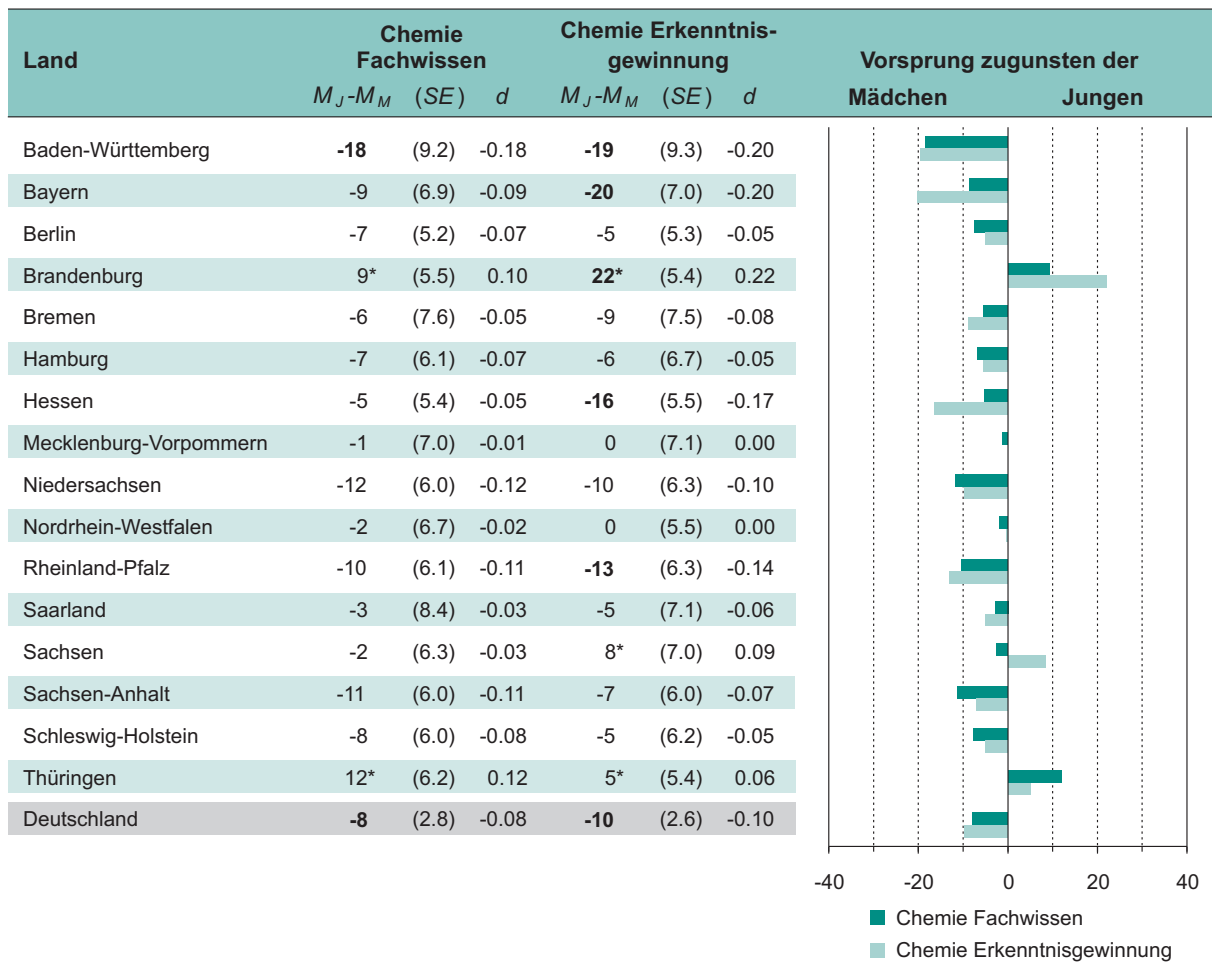 Land
Chemie
Fachwissen
Chemie Erkenntnis-
gewinnung
Vorsprung zugunsten der
M_J-M_M (SE) d M_J-M_M (SE) d Mädchen Jungen
Baden-Württemberg -18 (9.2) -0.18 -19 (9.3) -0.20
Bayern -9 (6.9) -0.09 -20 (7.0) -0.20
Berlin -7 (5.2) -0.07 -5 (5.3) -0.05
Brandenburg 9* (5.5) 0.10 22* (5.4) 0.22
Bremen -6 (7.6) -0.05 -9 (7.5) -0.08
Hamburg -7 (6.1) -0.07 -6 (6.7) -0.05
Hessen -5 (5.4) -0.05 -16 (5.5) -0.17
Mecklenburg-Vorpommern -1 (7.0) -0.01 0 (7.1) 0.00
Niedersachsen -12 (6.0) -0.12 -10 (6.3) -0.10
Nordrhein-Westfalen -2 (6.7) -0.02 0 (5.5) 0.00
Rheinland-Pfalz -10 (6.1) -0.11 -13 (6.3) -0.14
Saarland -3 (8.4) -0.03 -5 (7.1) -0.06
Sachsen -2 (6.3) -0.03 8* (7.0) 0.09
Sachsen-Anhalt -11 (6.0) -0.11 -7 (6.0) -0.07
Schleswig-Holstein -8 (6.0) -0.08 -5 (6.2) -0.05
Thüringen 12* (6.2) 0.12 5* (5.4) 0.06
Deutschland -8 (2.8) -0.08 -10 (2.6) -0.10
-40 -20 0 20 40
Chemie Fachwissen
Chemie Erkenntnisgewinnung